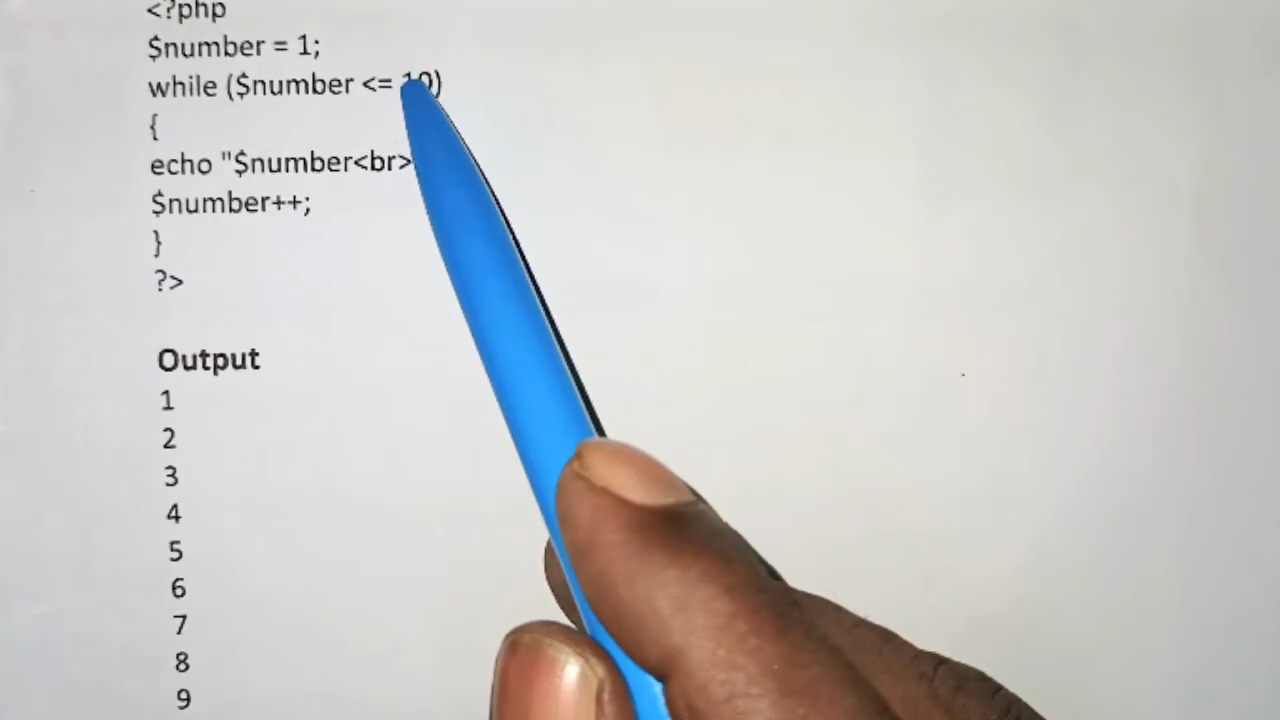 <?php
$number = 1;
while ($number <= 10)
{
echo "$number<br>
$number++;
}
?>
Output
1
2
3
4
5
6
7
8
9